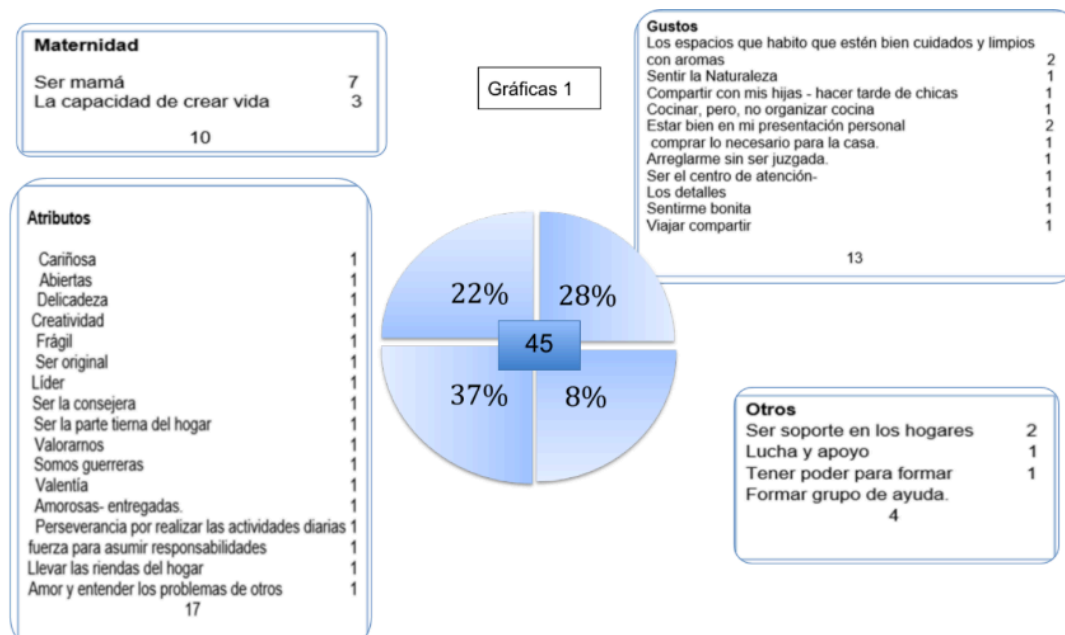 Maternidad
Ser mamá 7
La capacidad de crear vida 3
10
Gráficas 1
Gustos
Los espacios que habito que estén bien cuidados y limpios
con aromas 2
Sentir la Naturaleza 1
Compartir con mis hijas - hacer tarde de chicas 1
Cocinar, pero, no organizar cocina 1
Estar bien en mi presentación personal 2
comprar lo necesario para la casa. 1
Arreglarme sin ser juzgada. 1
Ser el centro de atención- 1
Los detalles 1
Sentirme bonita 1
Viajar compartir 1
13
Atributos
Cariñosa 1
Abiertas 1
Delicadeza 1
Creatividad 1
Frágil 1
Ser original 1
Líder 1
Ser la consejera 1
Ser la parte tierna del hogar 1
Valorarnos 1
Somos guerreras 1
Valentía 1
Amorosas- entregadas. 1
Perseverancia por realizar las actividades diarias 1
fuerza para asumir responsabilidades 1
Llevar las riendas del hogar 1
Amor y entender los problemas de otros 1
17
22%
28%
45
37%
8%
Otros
Ser soporte en los hogares 2
Lucha y apoyo 1
Tener poder para formar 1
Formar grupo de ayuda.
4